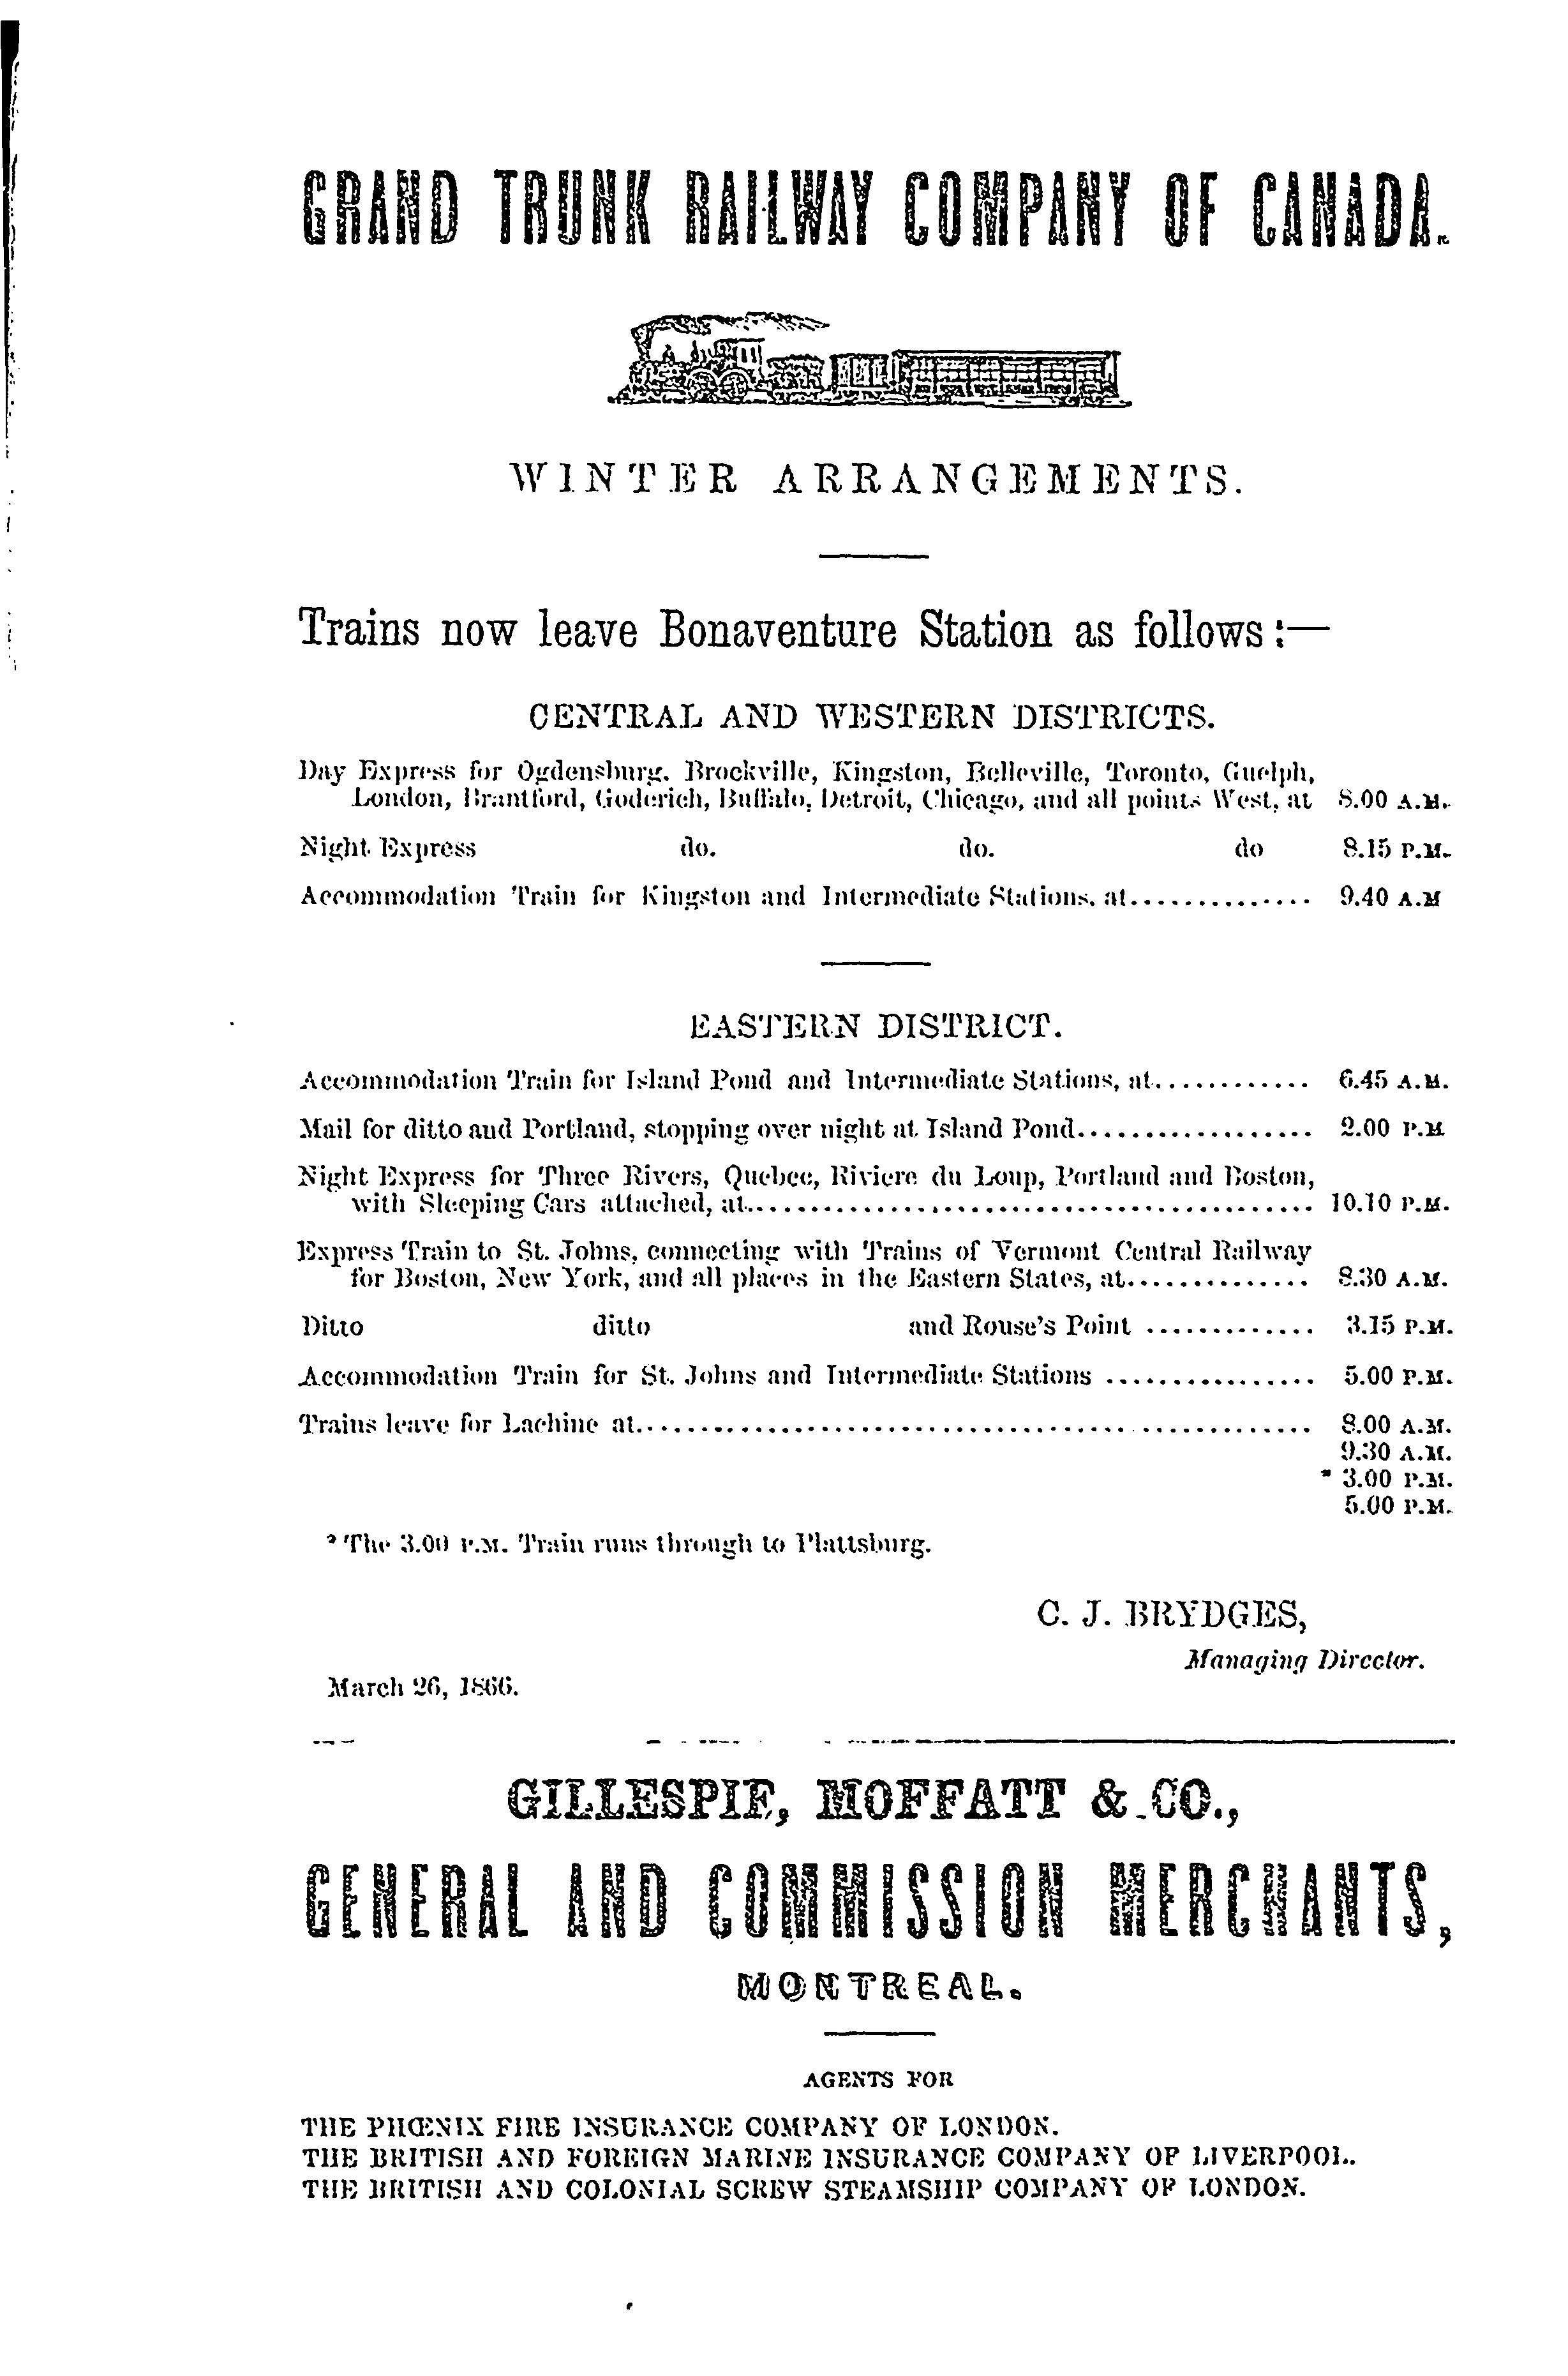 GRAND TRUNK RAILWAY COMPANY OF CANADA.
WINTER ARRANGEMENTS.
Trains now leave Bonaventure Station as follows:—
CENTRAL AND WESTERN DISTRICTS.
Day Express for Ogdensburg, Brockville, Kingston, Belleville, Toronto, Guelph,
London, Brantford, Goderich, Buffalo, Detroit, Chicago, and all points West, at 8.00 A.M.
Night Express do. do. do 8.15 P.M.
Accommodation Train for Kingston and Intermediate Stations, at............... 9.40 A.M
EASTERN DISTRICT.
Accommodation Train for Island Pond and Intermediate Stations, at............. 6.45 A.M.
Mail for ditto and Portland, stopping over night at Island Pond.................. 2.00 P.M
Night Express for Three Rivers, Quebec, Riviere du Loup, Portland and Boston,
with Sleeping Cars attached, at............................................ 10.10 P.M.
Express Train to St. Johns, connecting with Trains of Vermont Central Railway
for Boston, New York, and all places in the Eastern States, at.............. 8.30 A.M.
Ditto ditto and Rouse's Point ............. 3.15 P.M.
Accommodation Train for St. Johns and Intermediate Stations ................ 5.00 P.M.
Trains leave for Lachine at.................................................... 8.00 A.M.
9.30 A.M.
* 3.00 P.M.
5.00 P.M.
* The 3.00 P.M. Train runs through to Plattsburg.
C. J. BRYDGES,
Managing Director.
March 26, 1866.
GILLESPIE, MOFFATT & CO.,
GENERAL AND COMMISSION MERCHANTS,
MONTREAL.
AGENTS FOR
THE PHŒNIX FIRE INSURANCE COMPANY OF LONDON.
THE BRITISH AND FOREIGN MARINE INSURANCE COMPANY OF LIVERPOOL.
THE BRITISH AND COLONIAL SCREW STEAMSHIP COMPANY OF LONDON.